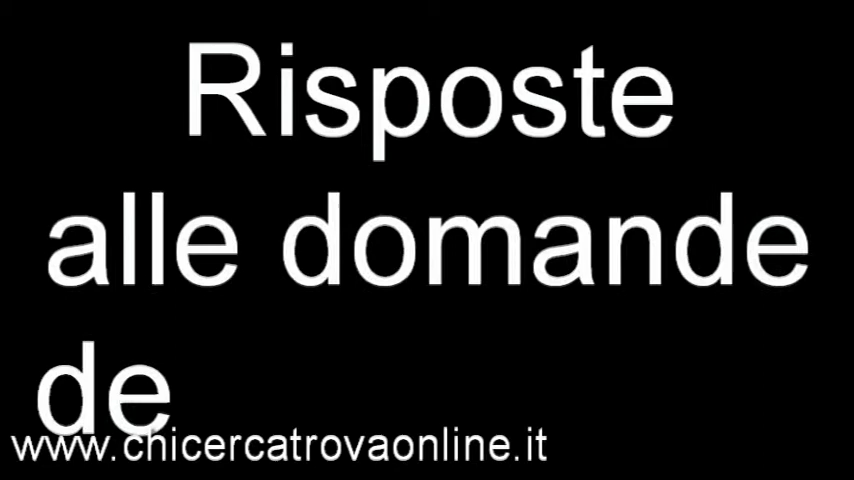 Risposte
alle domande
de
www.chicercatrovaonline.it